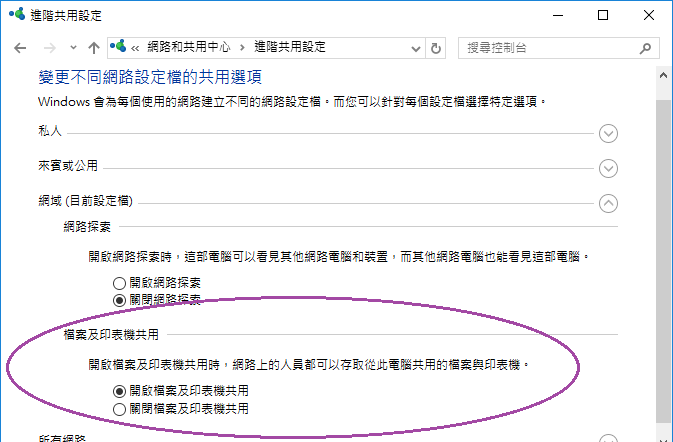 進階共用設定
«« 網路和共用中心 > 進階共用設定
搜尋控制台
變更不同網路設定檔的共用選項
Windows 會為每個使用的網路建立不同的網路設定檔。而您可以針對每個設定檔選擇特定選項。
私人
來賓或公用
網域 (目前設定檔)
網路探索
開啟網路探索時，這部電腦可以看見其他網路電腦和裝置，而其他網路電腦也能看見這部電腦。
開啟網路探索
關閉網路探索
檔案及印表機共用
開啟檔案及印表機共用時，網路上的人員都可以存取從此電腦共用的檔案與印表機。
開啟檔案及印表機共用
關閉檔案及印表機共用
所有網路